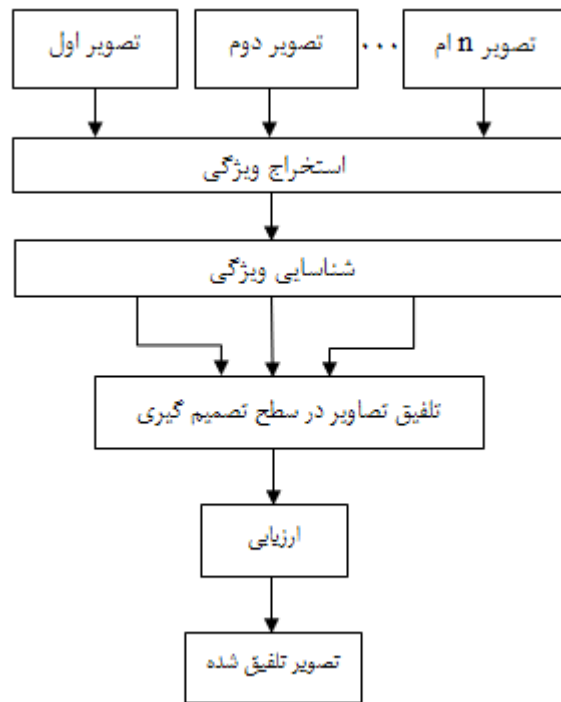 تصویر اول
تصویر دوم
...
تصویر n ام
استخراج ویژگی
شناسایی ویژگی
تلفیق تصاویر در سطح تصمیم گیری
ارزیابی
تصویر تلفیق شده